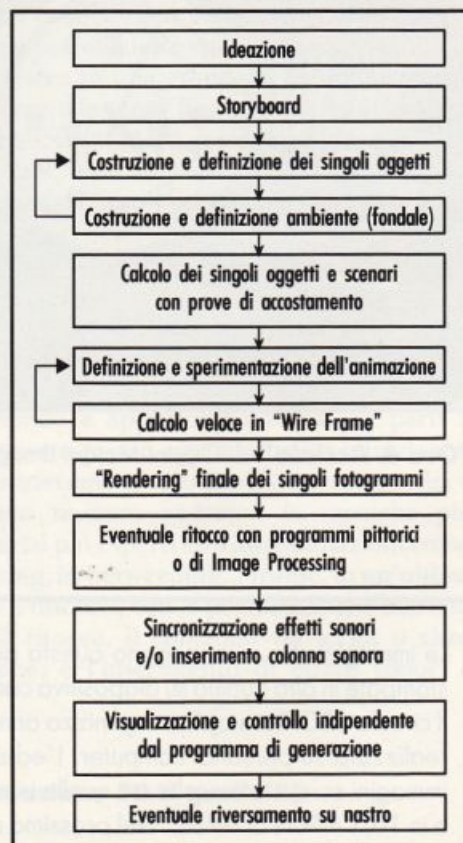 Ideazione
Storyboard
Costruzione e definizione dei singoli oggetti
Costruzione e definizione ambiente (fondale)
Calcolo dei singoli oggetti e scenari
con prove di accostamento
Definizione e sperimentazione dell'animazione
Calcolo veloce in "Wire Frame"
"Rendering" finale dei singoli fotogrammi
Eventuale ritocco con programmi pittorici
o di Image Processing
Sincronizzazione effetti sonori
e/o inserimento colonna sonora
Visualizzazione e controllo indipendente
dal programma di generazione
Eventuale riversamento su nastro